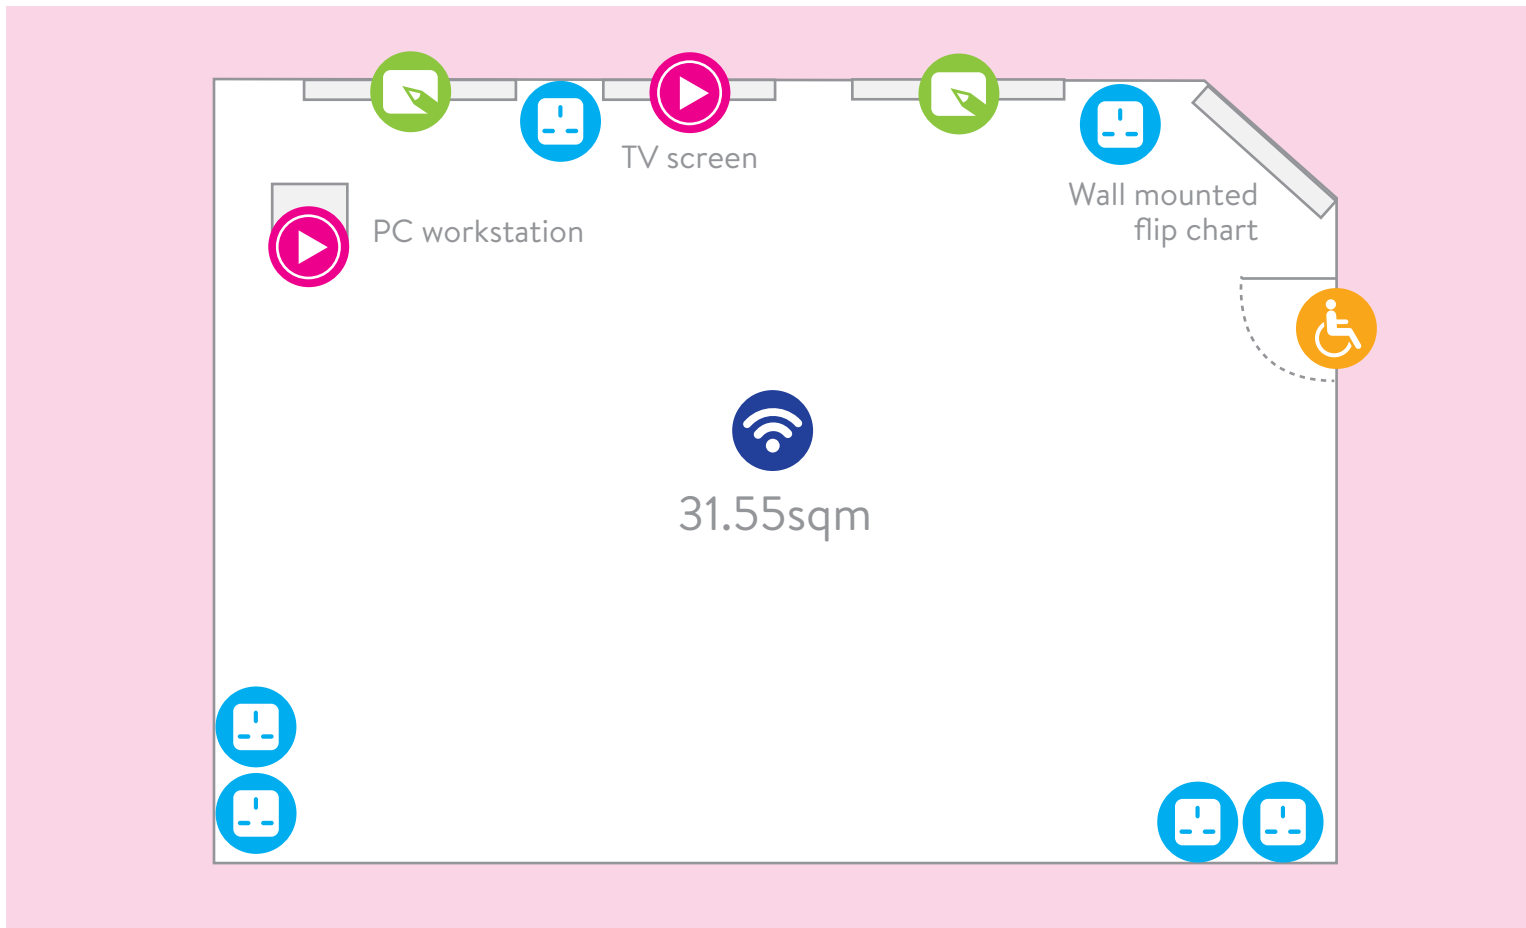 TV screen
Wall mounted
flip chart
PC workstation
31.55sqm